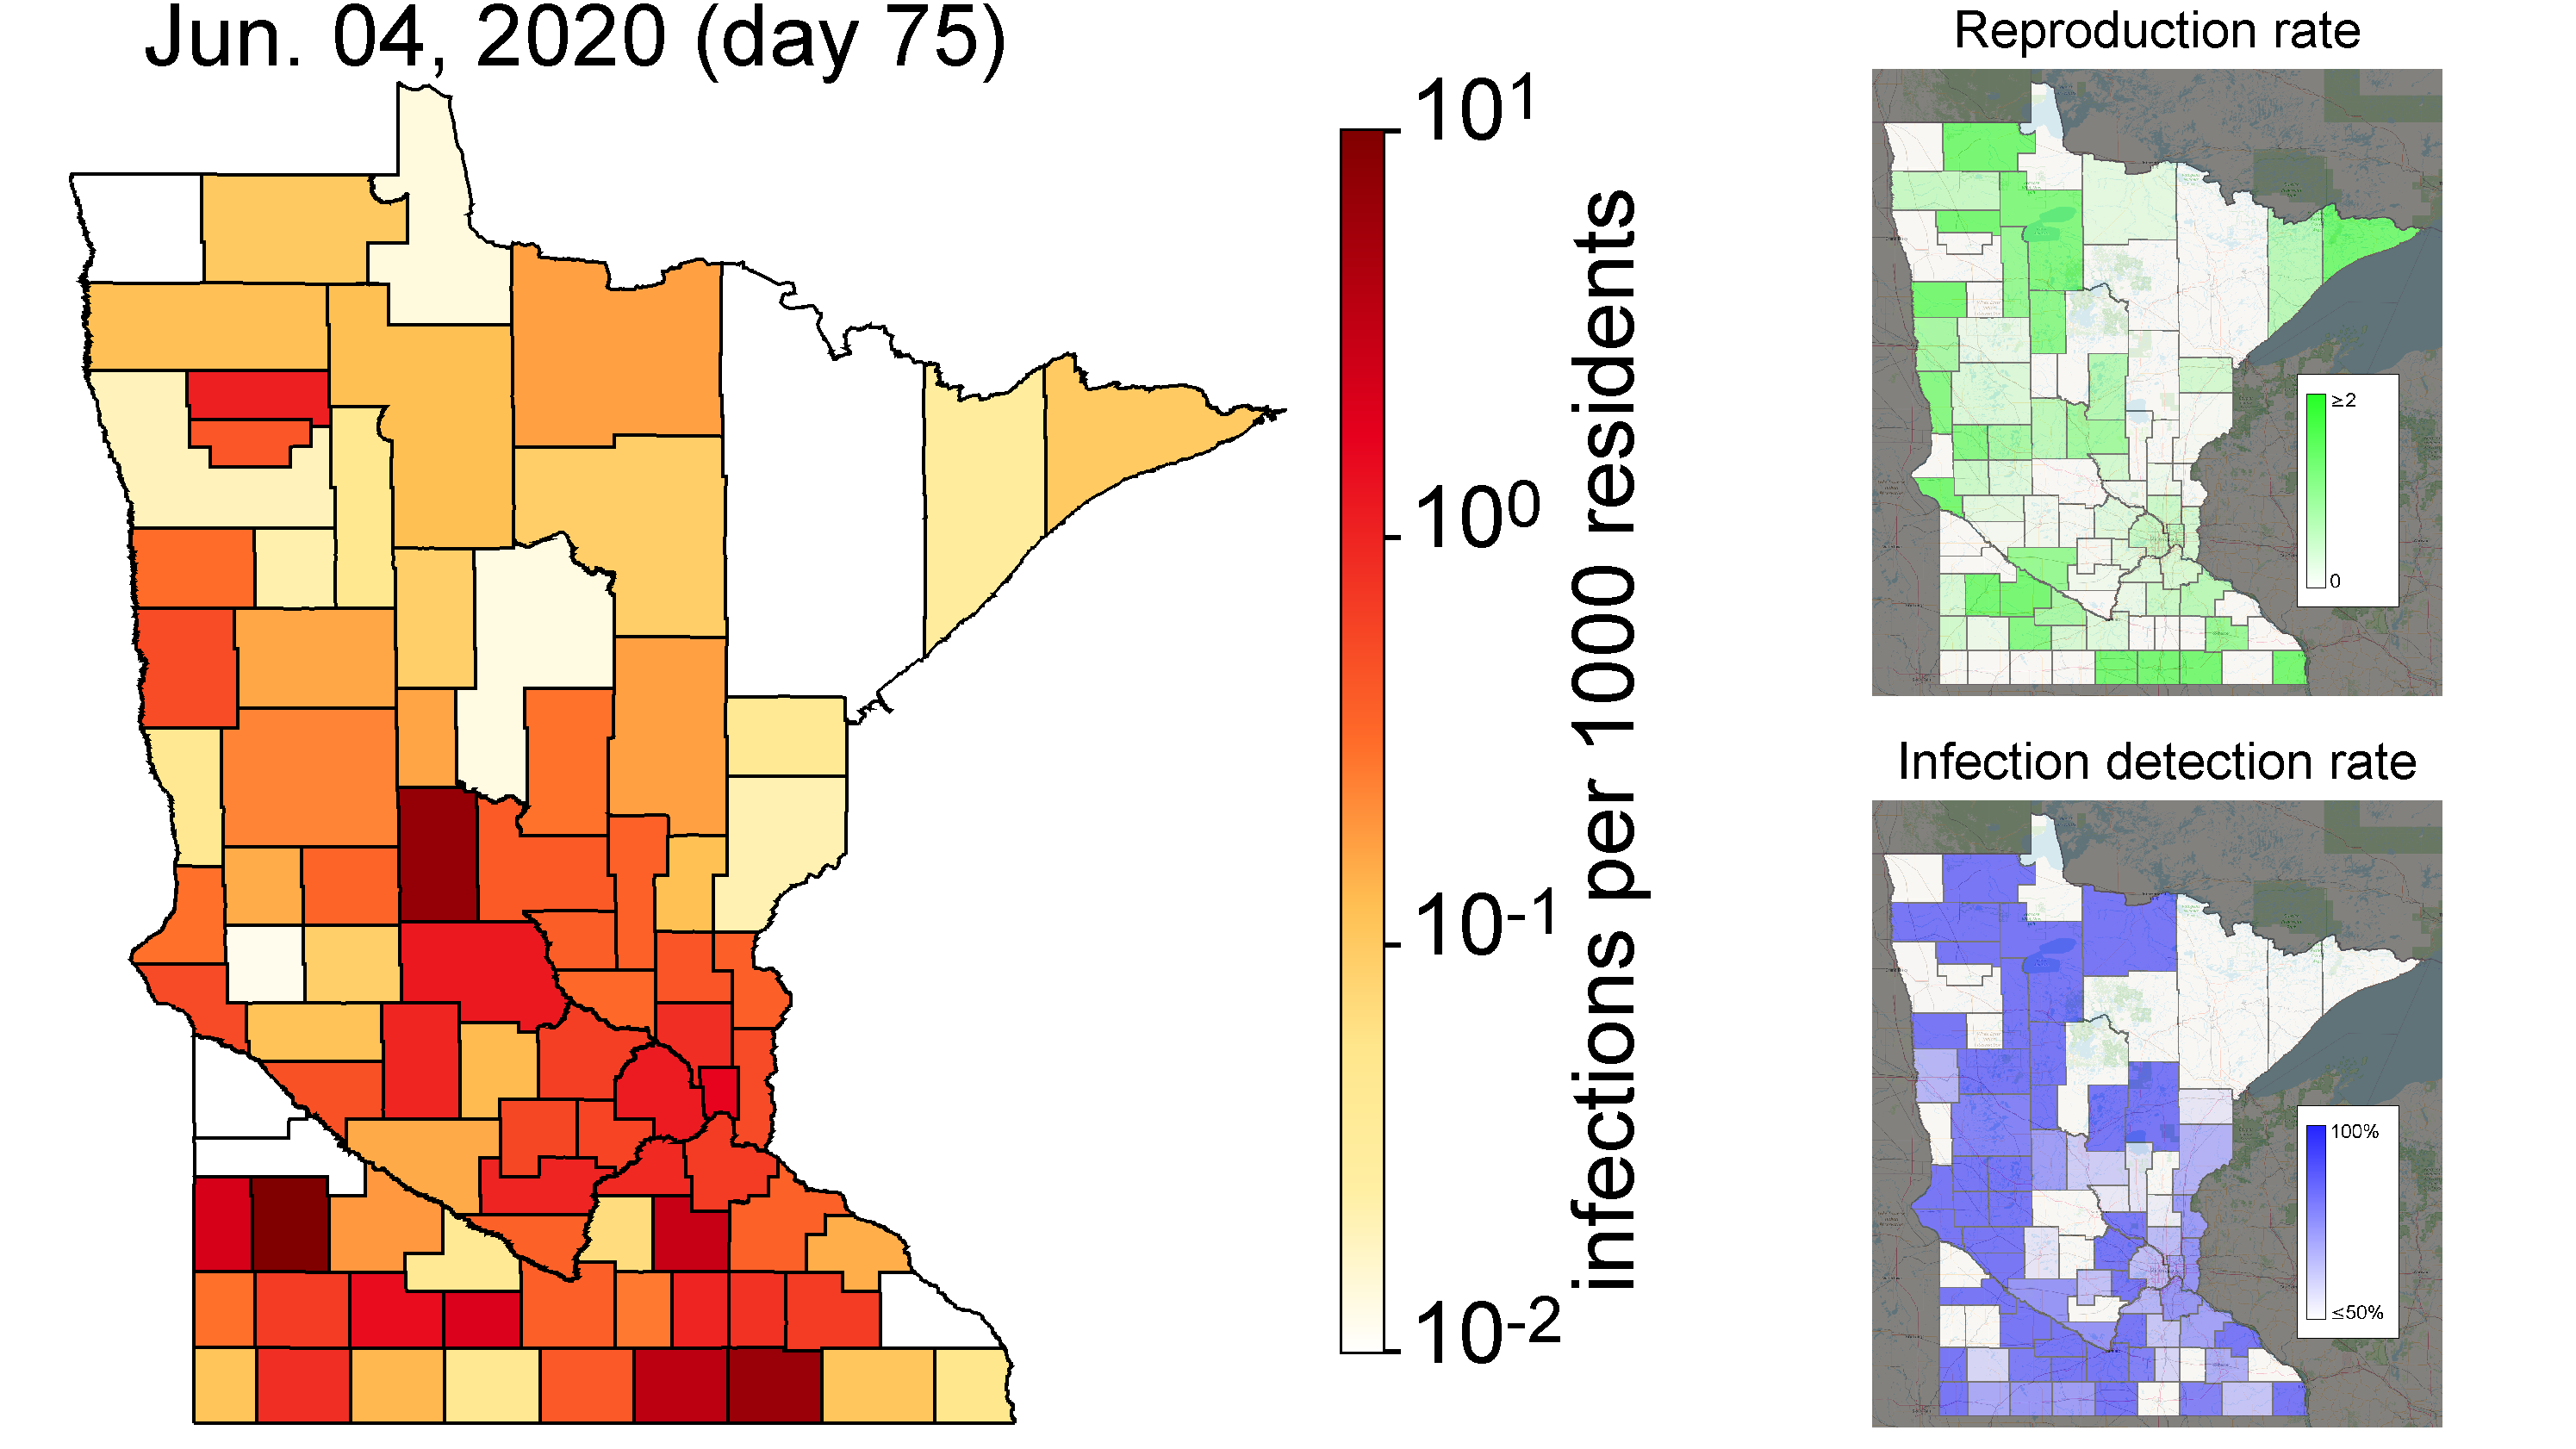 Jun. 04, 2020 (day 75)
10¹
10⁰
10⁻¹
10⁻²
infections per 1000 residents
Reproduction rate
≥2
0
Infection detection rate
100%
≤50%